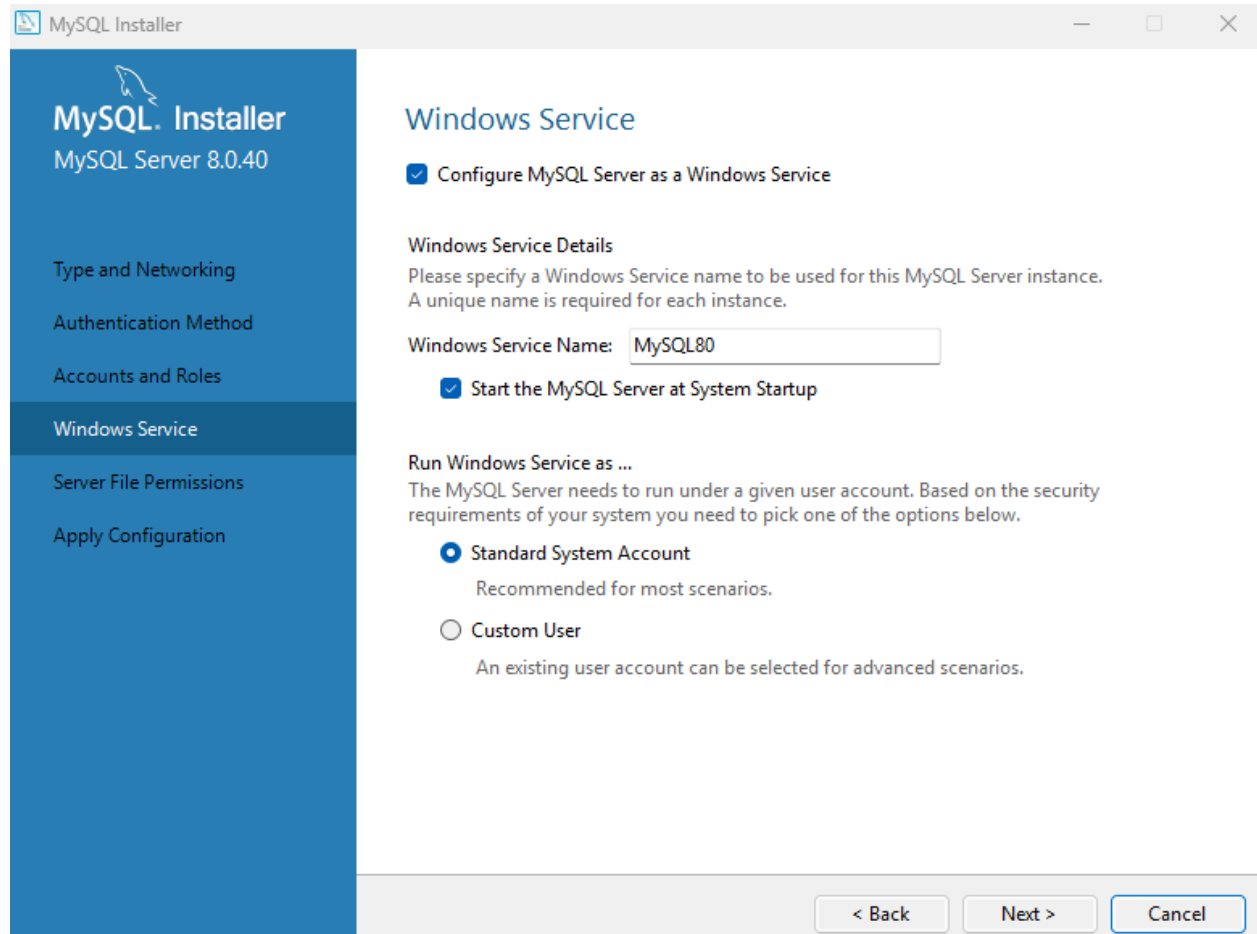 MySQL Installer
MySQL. Installer
MySQL Server 8.0.40
Type and Networking
Authentication Method
Accounts and Roles
Windows Service
Server File Permissions
Apply Configuration
Windows Service
Configure MySQL Server as a Windows Service
Windows Service Details
Please specify a Windows Service name to be used for this MySQL Server instance.
A unique name is required for each instance.
Windows Service Name: MySQL80
Start the MySQL Server at System Startup
Run Windows Service as ...
The MySQL Server needs to run under a given user account. Based on the security
requirements of your system you need to pick one of the options below.
Standard System Account
Recommended for most scenarios.
Custom User
An existing user account can be selected for advanced scenarios.
< Back Next > Cancel